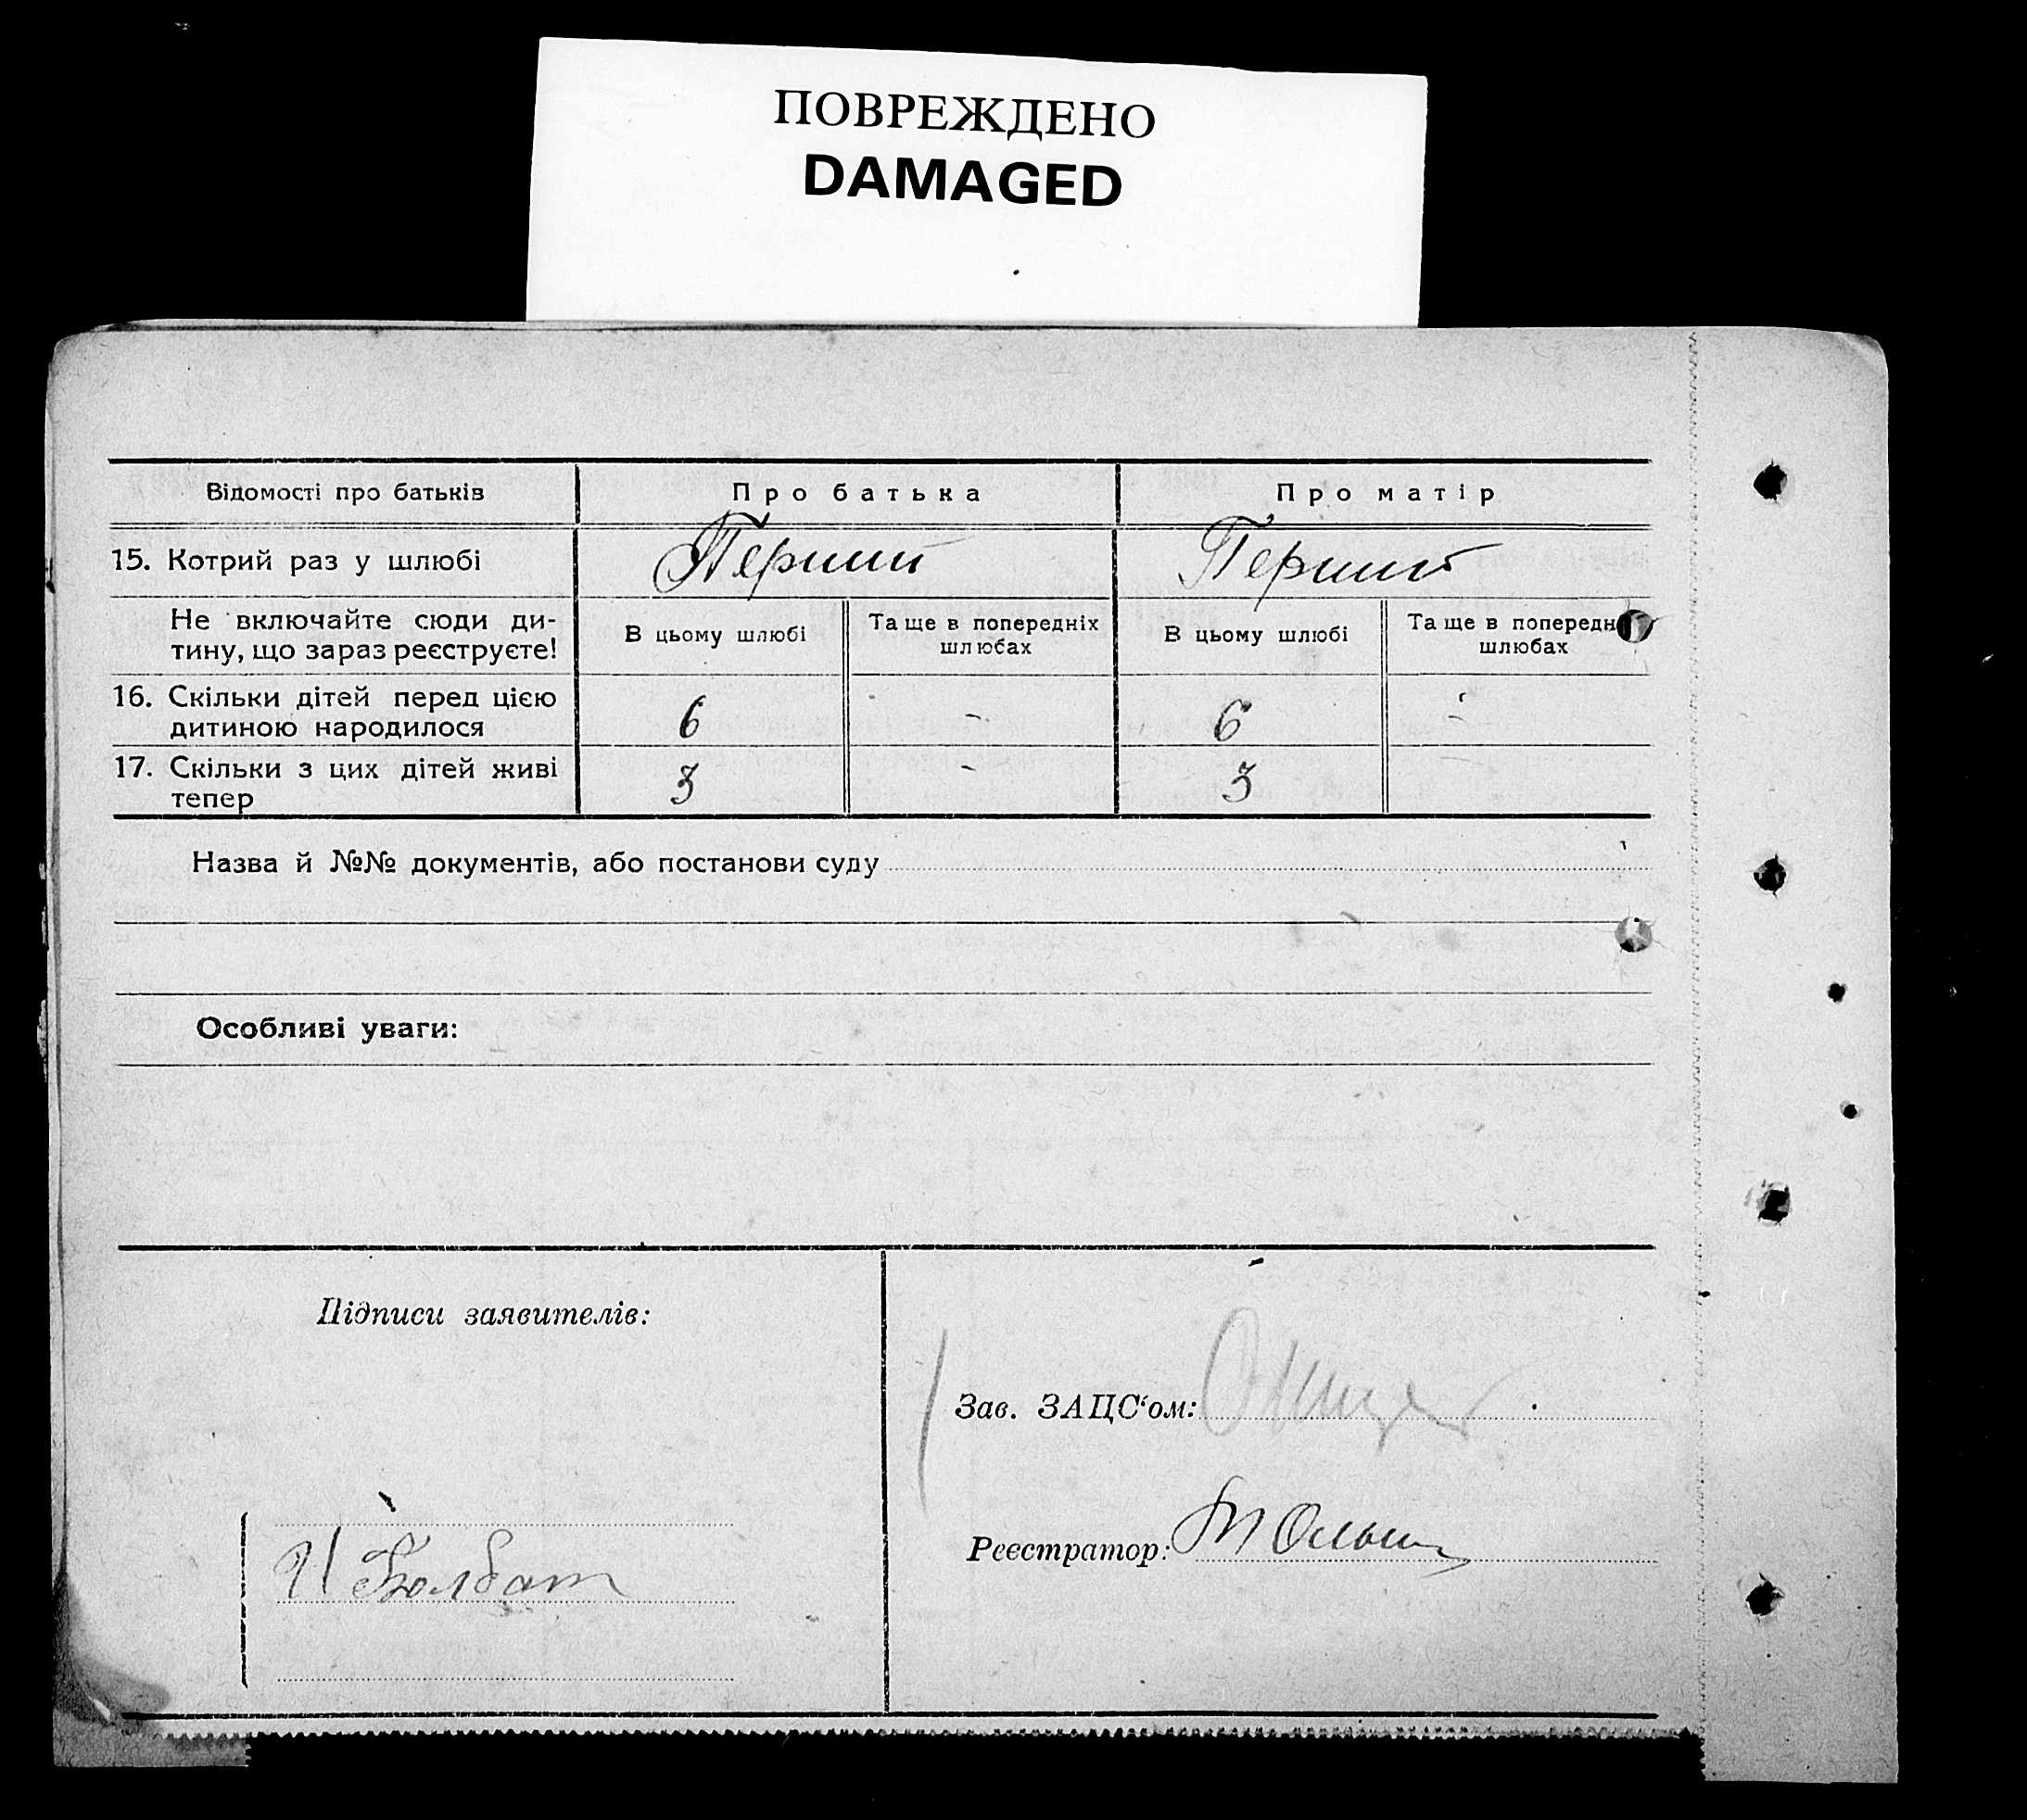 ПОВРЕЖДЕНО
DAMAGED
Відомості про батьків
Про батька
Про матір
15. Котрий раз у шлюбі
Перший
Перший
Не включайте сюди ди-
тину, що зараз реєструєте!
В цьому шлюбі
Та ще в попередніх
шлюбах
В цьому шлюбі
Та ще в попередн
шлюбах
16. Скільки дітей перед цією
дитиною народилося
6
-
6
-
17. Скільки з цих дітей живі
тепер
3
-
3
Назва й №№ документів, або постанови суду
Особливі уваги:
Підписи заявителів:
Зав. ЗАЦС‘ом:
Реєстратор: